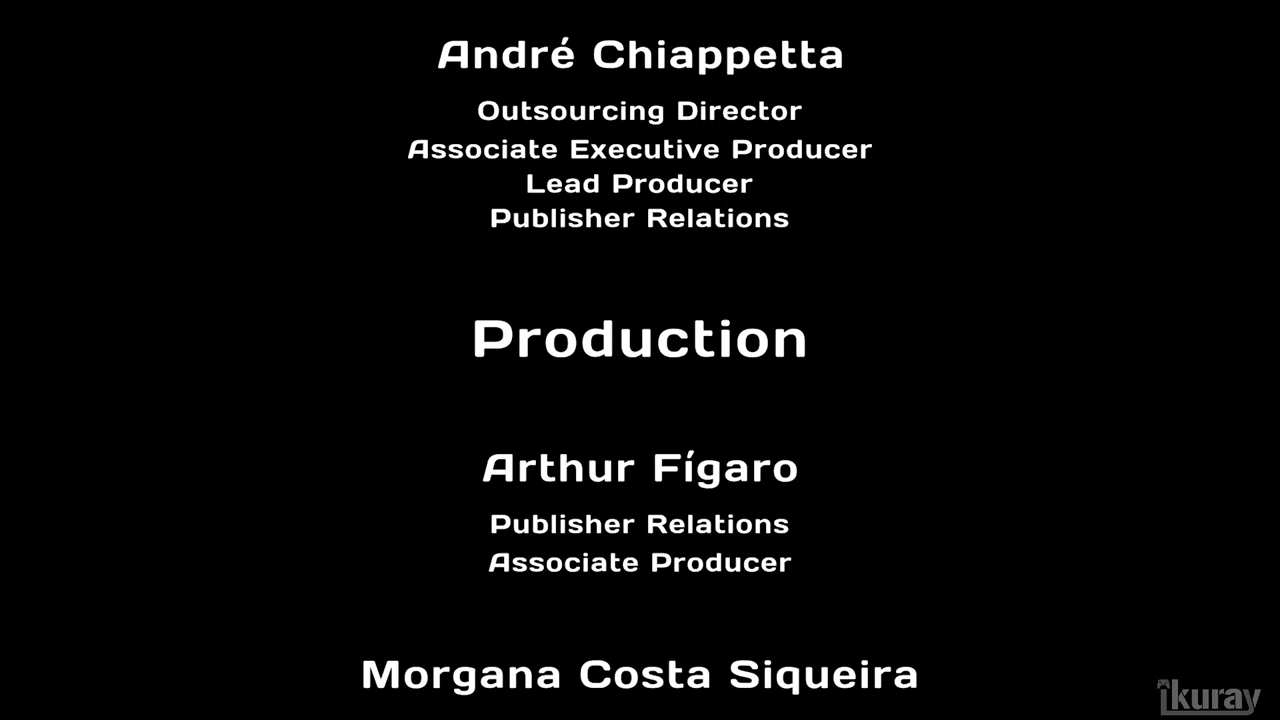 André Chiappetta
Outsourcing Director
Associate Executive Producer
Lead Producer
Publisher Relations
Production
Arthur Fígaro
Publisher Relations
Associate Producer
Morgana Costa Siqueira
ikuray